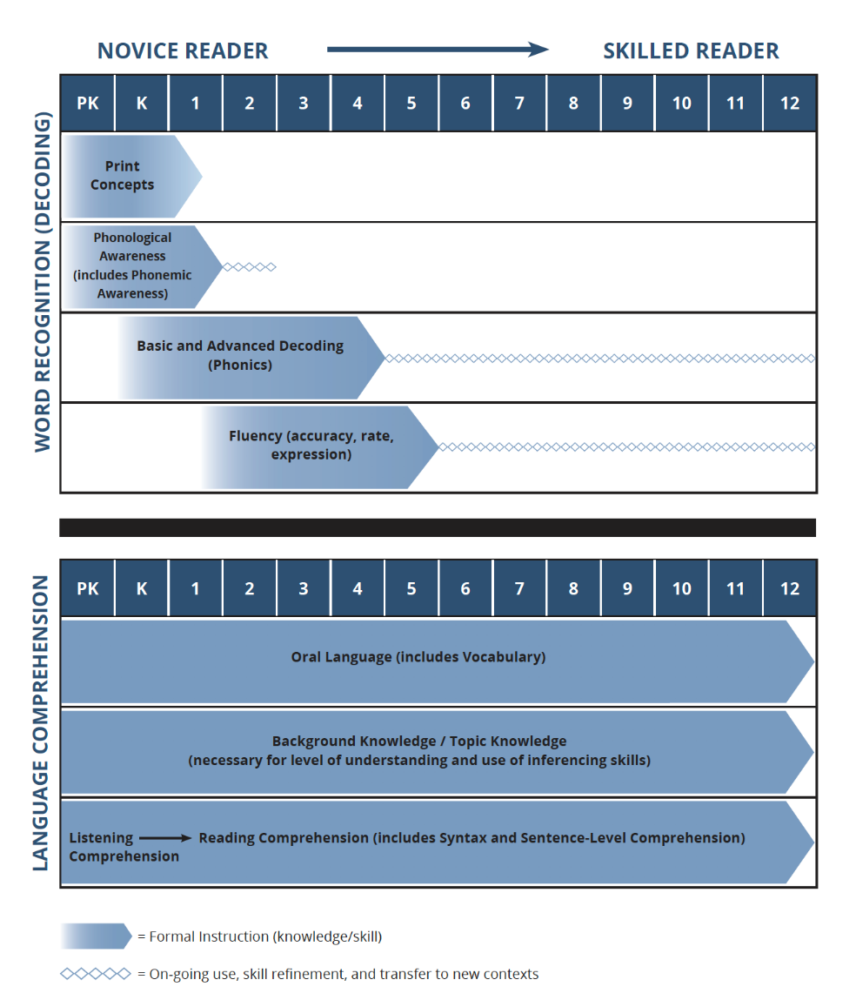 NOVICE READER SKILLED READER
WORD RECOGNITION (DECODING)
PK K 1 2 3 4 5 6 7 8 9 10 11 12
Print
Concepts
Phonological
Awareness
(includes Phonemic
Awareness)
Basic and Advanced Decoding
(Phonics)
Fluency (accuracy, rate,
expression)
LANGUAGE COMPREHENSION
PK K 1 2 3 4 5 6 7 8 9 10 11 12
Oral Language (includes Vocabulary)
Background Knowledge / Topic Knowledge
(necessary for level of understanding and use of inferencing skills)
Listening
Comprehension
Reading Comprehension (includes Syntax and Sentence-Level Comprehension)
= Formal Instruction (knowledge/skill)
= On-going use, skill refinement, and transfer to new contexts